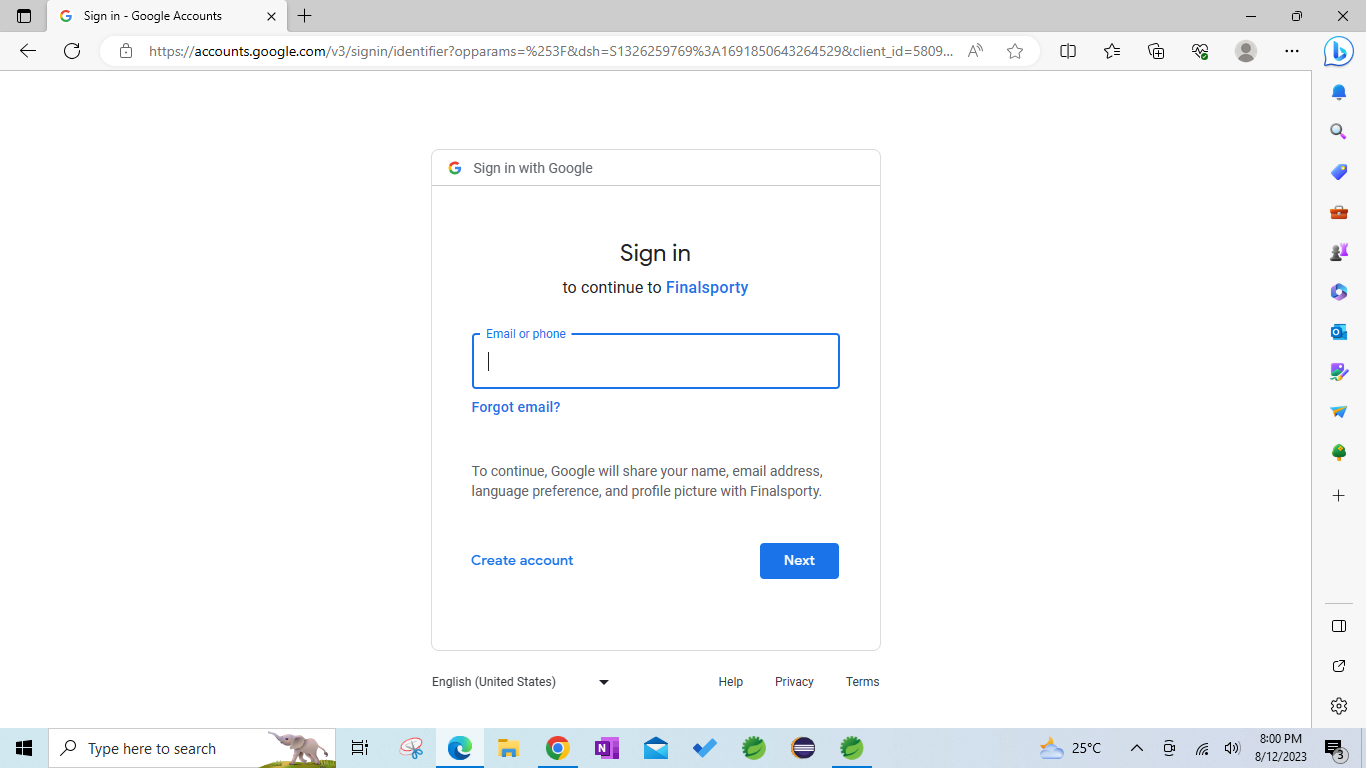 Sign in - Google Accounts
https://accounts.google.com/v3/signin/identifier?opparams=%253F&dsh=S1326259769%3A1691850643264529&client_id=5809...
Sign in with Google
Sign in
to continue to Finalsporty
Email or phone
Forgot email?
To continue, Google will share your name, email address,
language preference, and profile picture with Finalsporty.
Create account
Next
English (United States)
Help
Privacy
Terms
Type here to search
25°C
8:00 PM
8/12/2023
3